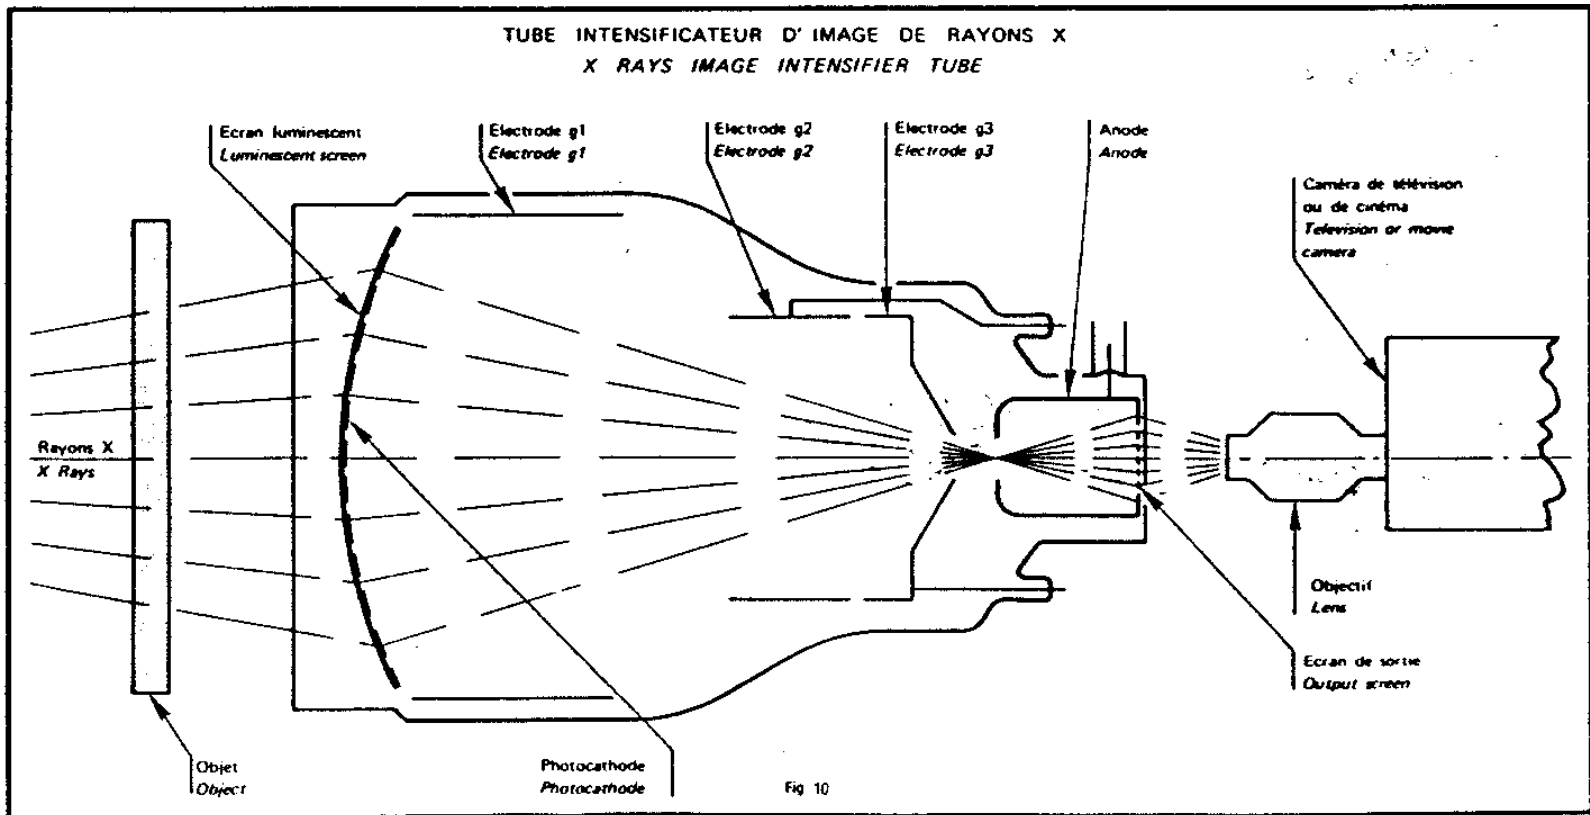 TUBE INTENSIFICATEUR D' IMAGE DE RAYONS X
X RAYS IMAGE INTENSIFIER TUBE
Ecran luminescent
Luminescent screen
Electrode g1
Electrode g1
Electrode g2
Electrode g2
Electrode g3
Electrode g3
Anode
Anode
Caméra de télévision
ou de cinéma
Television or movie
camera
Rayons X
X Rays
Objectif
Lens
Ecran de sortie
Output screen
Objet
Object
Photocathode
Photocathode
Fig 10